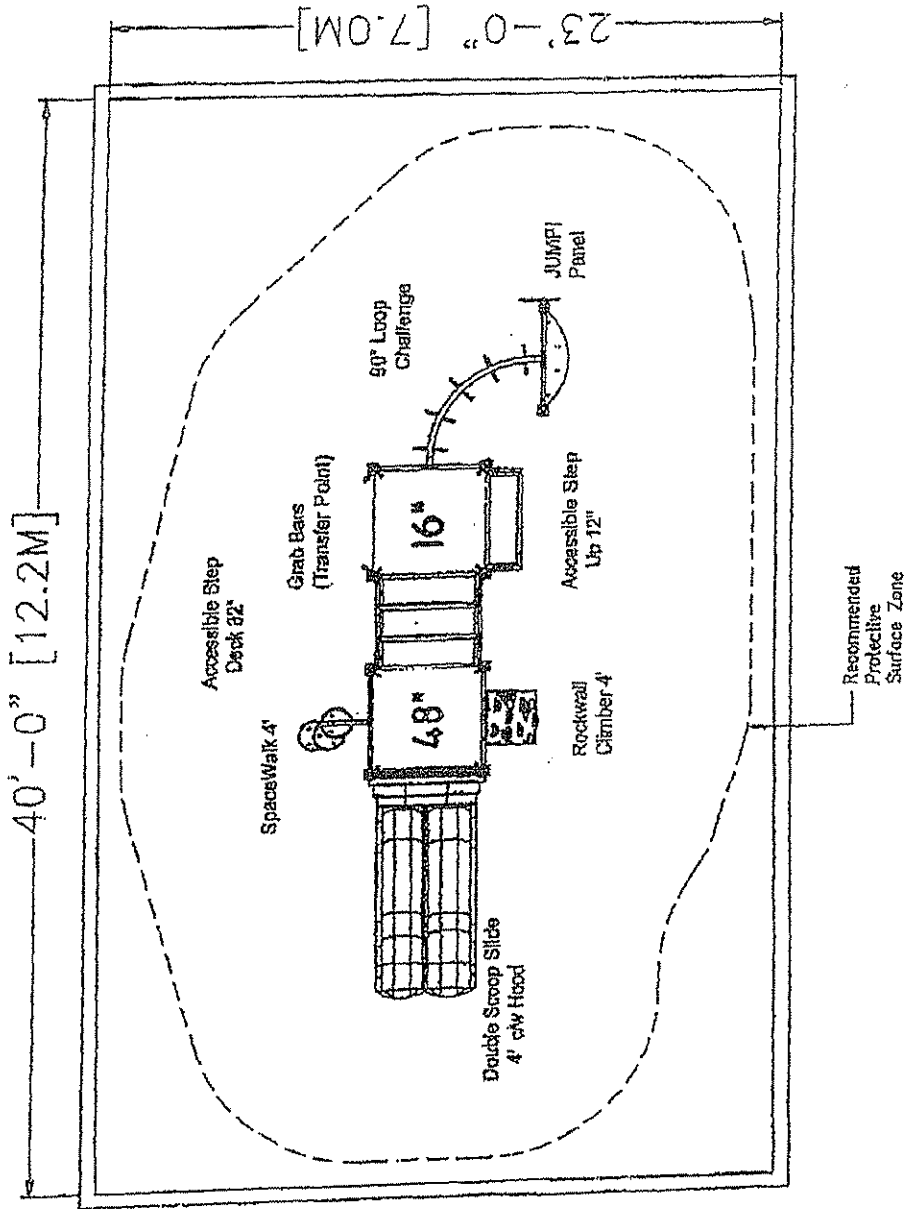 40'-0" [12.2M]
23'-0" [7.0M]
Accessible Step
Deck 32"
SpaceWalk 4'
Grab Bars
(Transfer Point)
90° Loop
Challenge
JUMP!
Panel
48"
16"
Double Scoop Slide
4' c/w Hood
Rockwall
Climber 4'
Accessible Step
Up 12"
Recommended
Protective
Surface Zone